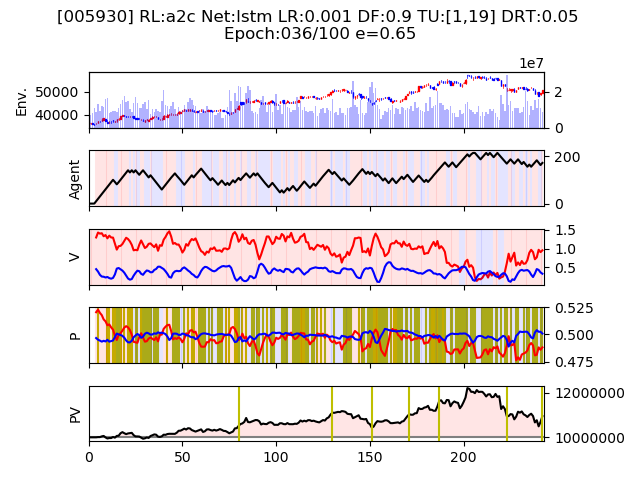 [005930] RL:a2c Net:lstm LR:0.001 DF:0.9 TU:[1,19] DRT:0.05
Epoch:036/100 e=0.65
1e7
Env.
50000
40000
2
0
Agent
200
0
V
1.5
1.0
0.5
P
0.525
0.500
0.475
PV
12000000
10000000
0 50 100 150 200